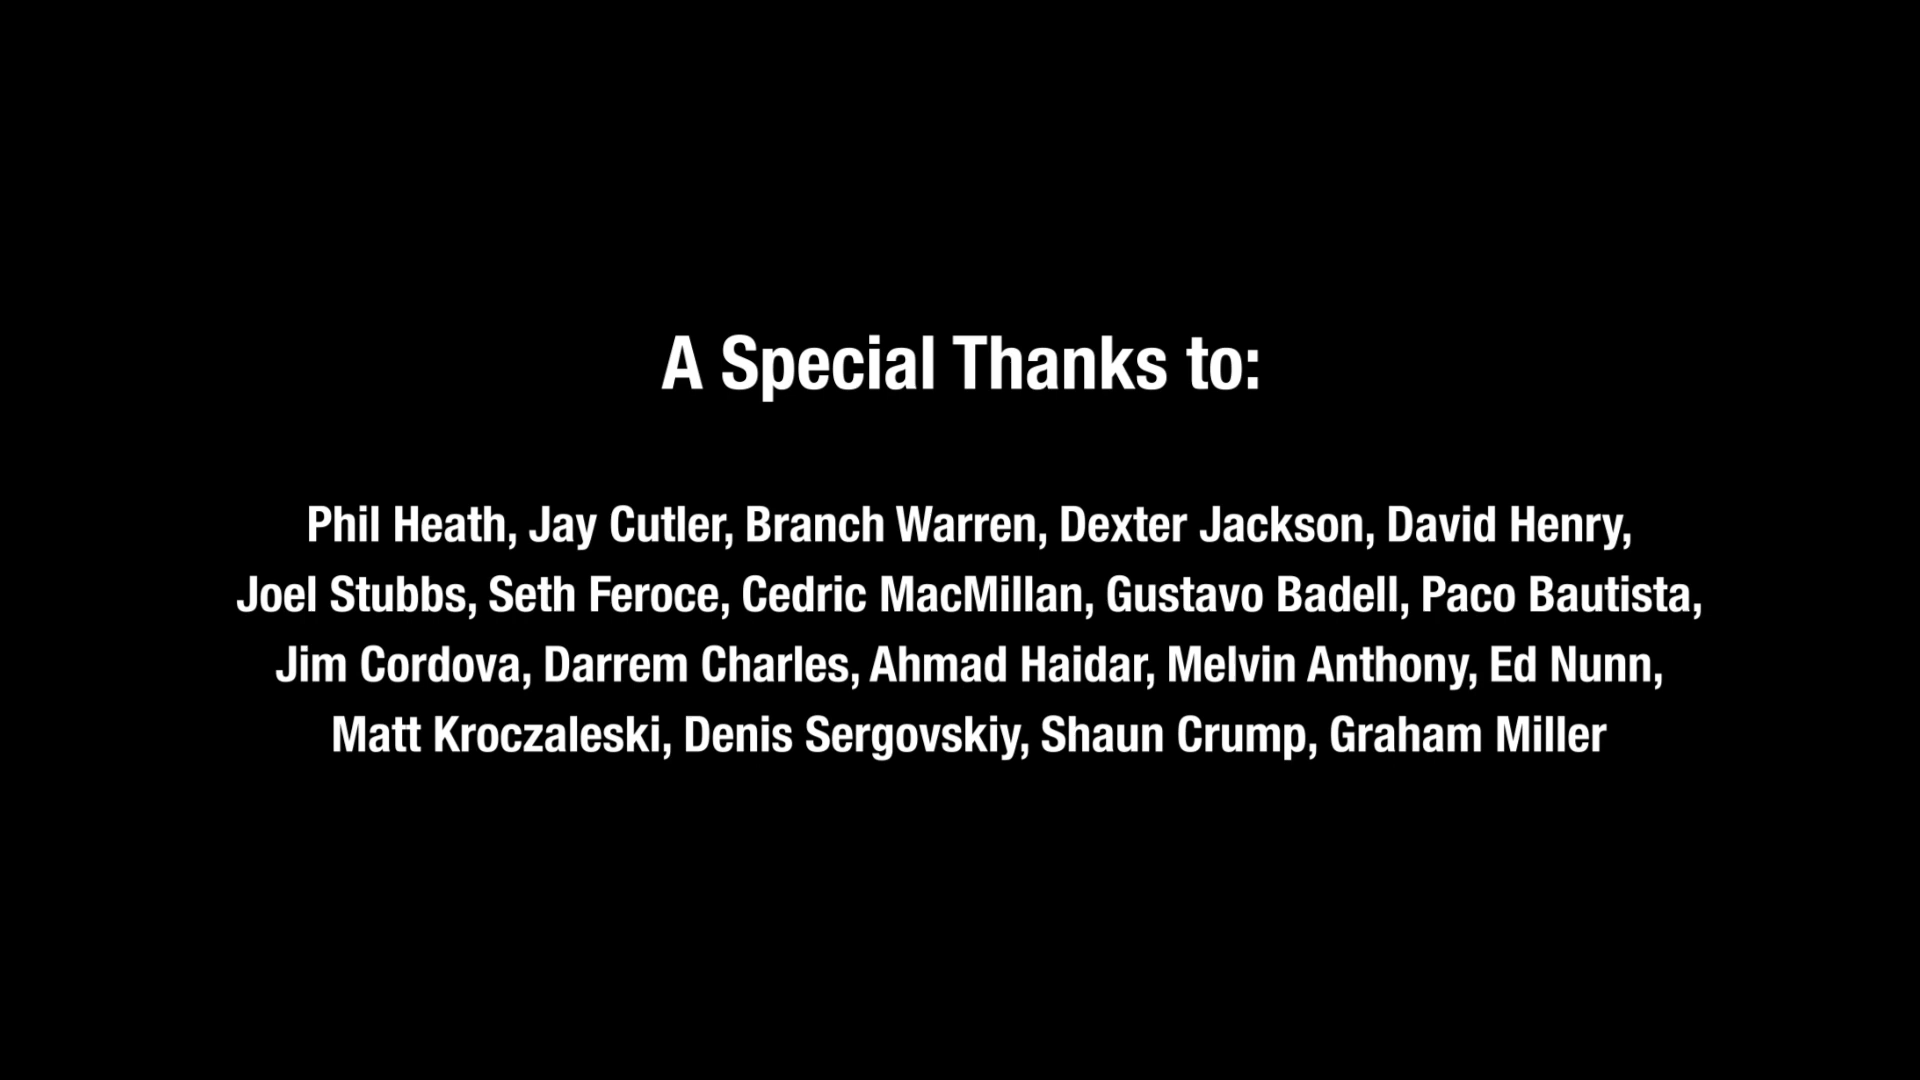 A Special Thanks to:
Phil Heath, Jay Cutler, Branch Warren, Dexter Jackson, David Henry,
Joel Stubbs, Seth Feroce, Cedric MacMillan, Gustavo Badell, Paco Bautista,
Jim Cordova, Darrem Charles, Ahmad Haidar, Melvin Anthony, Ed Nunn,
Matt Kroczaleski, Denis Sergovskiy, Shaun Crump, Graham Miller